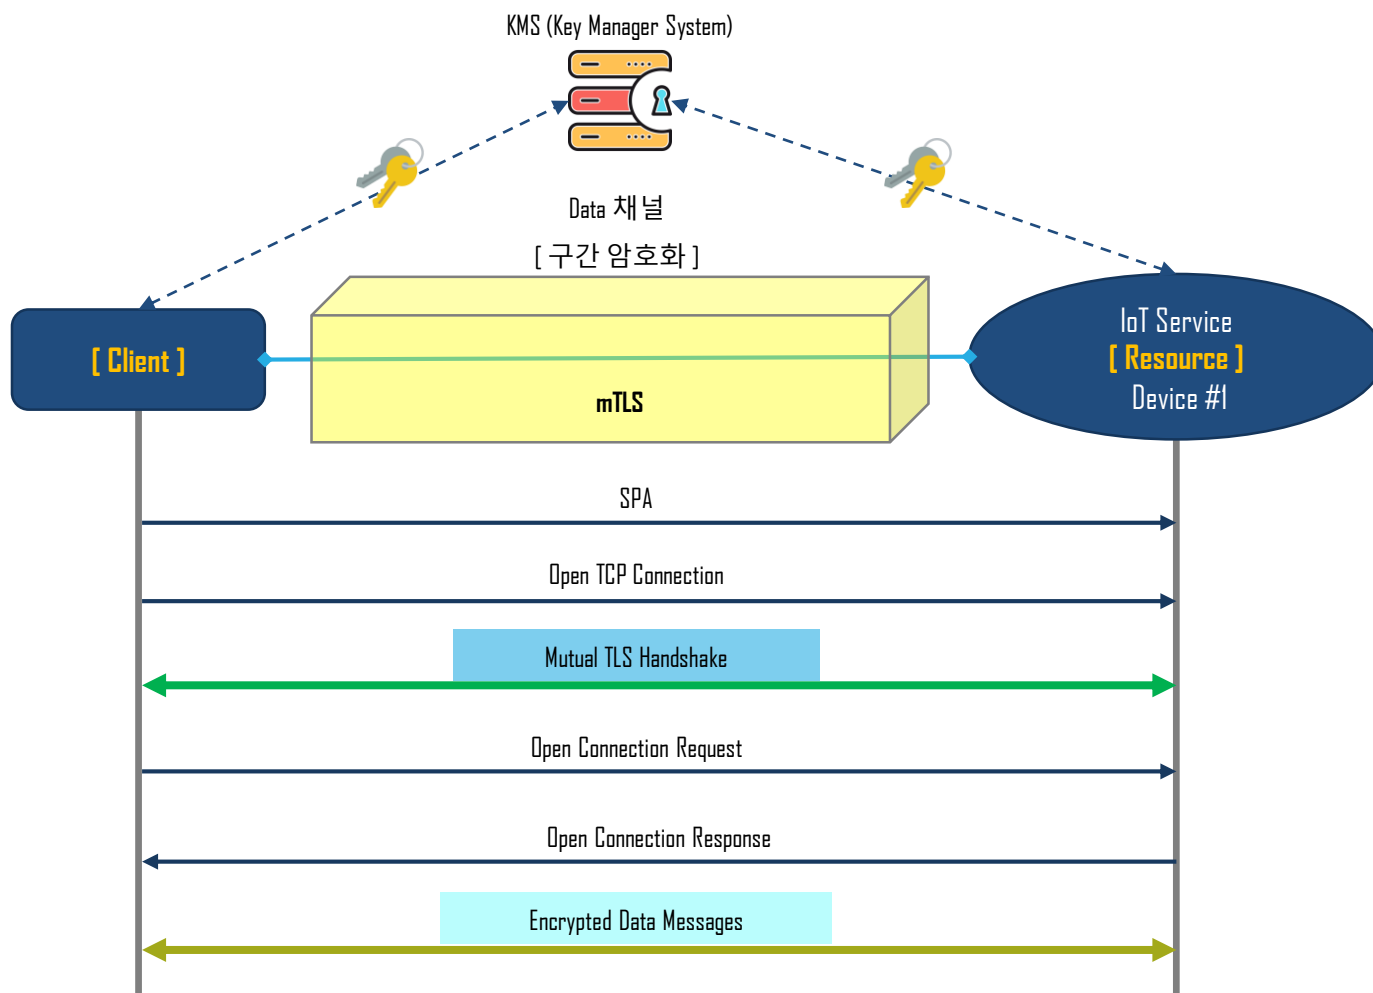 KMS (Key Manager System)
Data 채널
[ 구간 암호화 ]
[ Client ]
mTLS
IoT Service
[ Resource ]
Device #1
SPA
Open TCP Connection
Mutual TLS Handshake
Open Connection Request
Open Connection Response
Encrypted Data Messages